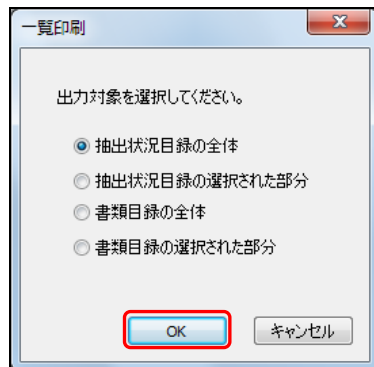 一覧印刷
出力対象を選択してください。
抽出状況目録の全体
抽出状況目録の選択された部分
書類目録の全体
書類目録の選択された部分
OK キャンセル